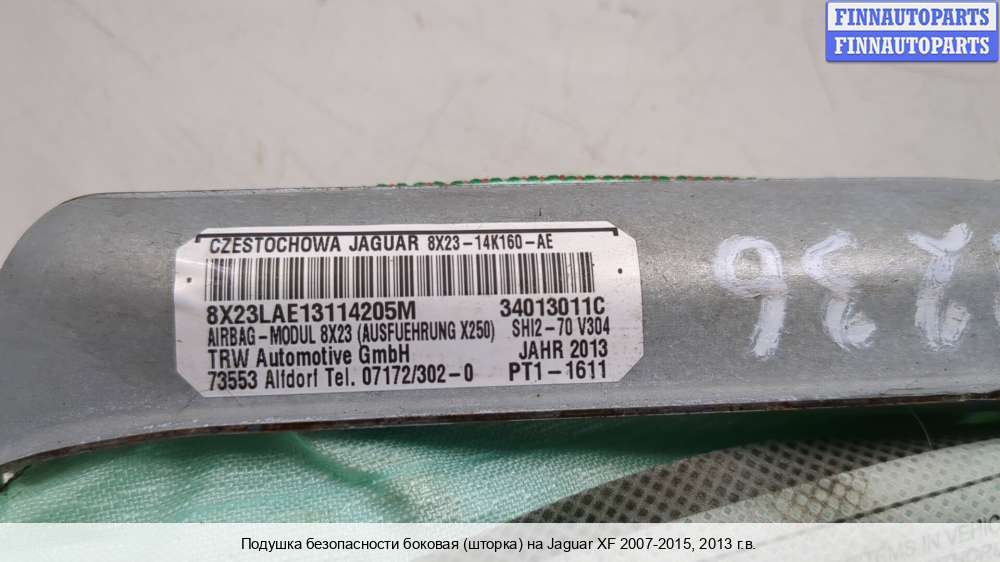 FINNAUTOPARTS
FINNAUTOPARTS
CZESTOCHOWA JAGUAR 8X23-14K160-AE
8X23LAE13114205M 34013011C
AIRBAG-MODUL 8X23 (AUSFUEHRUNG X250) SHI2-70 V304
TRW Automotive GmbH JAHR 2013
73553 Alfdorf Tel. 07172/302-0 PT1-1611
Подушка безопасности боковая (шторка) на Jaguar XF 2007-2015, 2013 г.в.